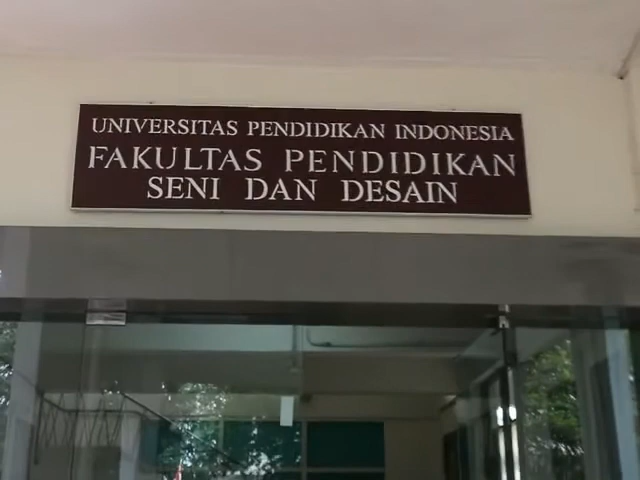 UNIVERSITAS PENDIDIKAN INDONESIA
FAKULTAS PENDIDIKAN
SENI DAN DESAIN